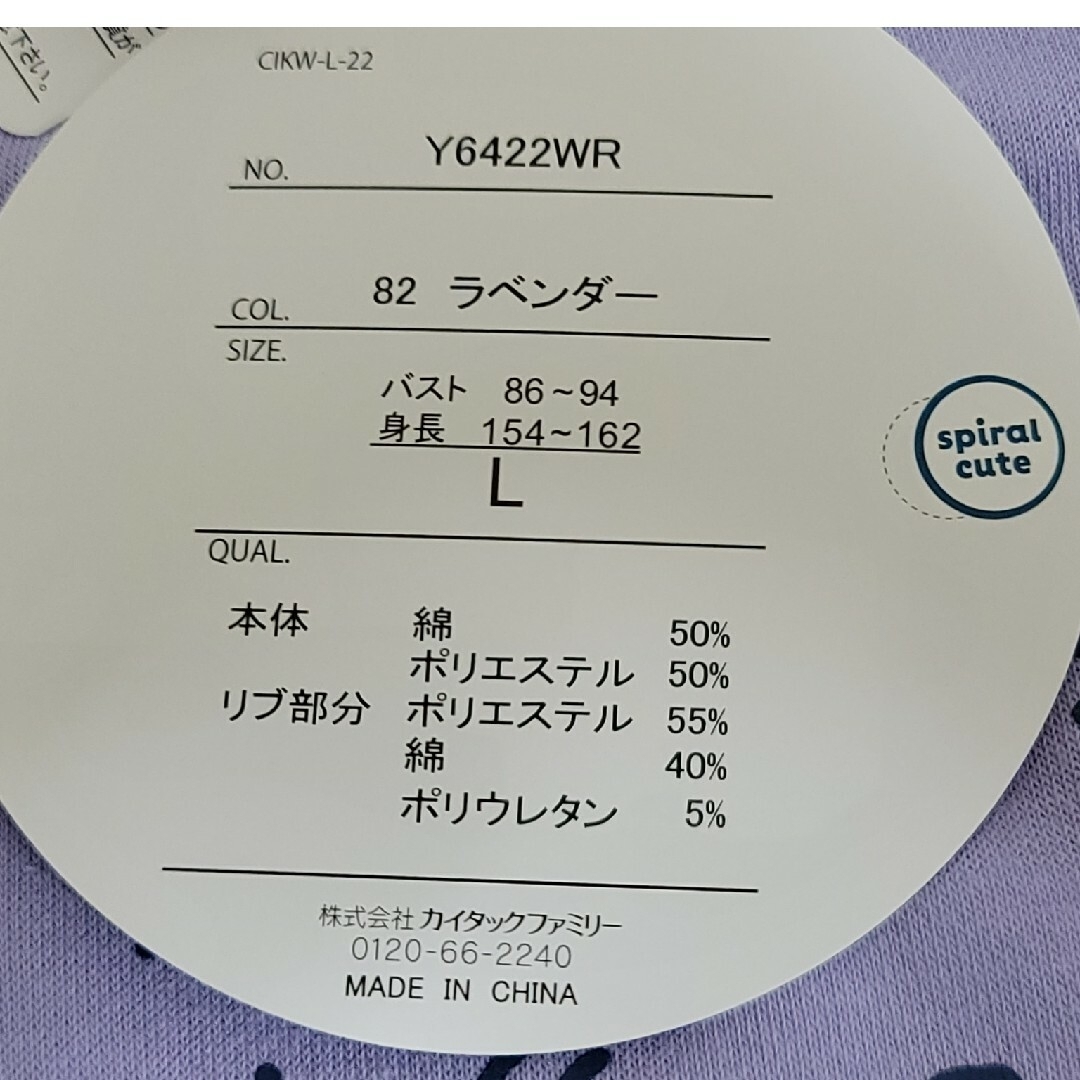 下さい。
CIKW-L-22
NO. Y6422WR
COL. 82 ラベンダー
SIZE.
バスト 86~94
身長 154~162
L
spiral
cute
QUAL.
本体 綿 50%
ポリエステル 50%
リブ部分 ポリエステル 55%
綿 40%
ポリウレタン 5%
株式会社カイタックファミリー
0120-66-2240
MADE IN CHINA